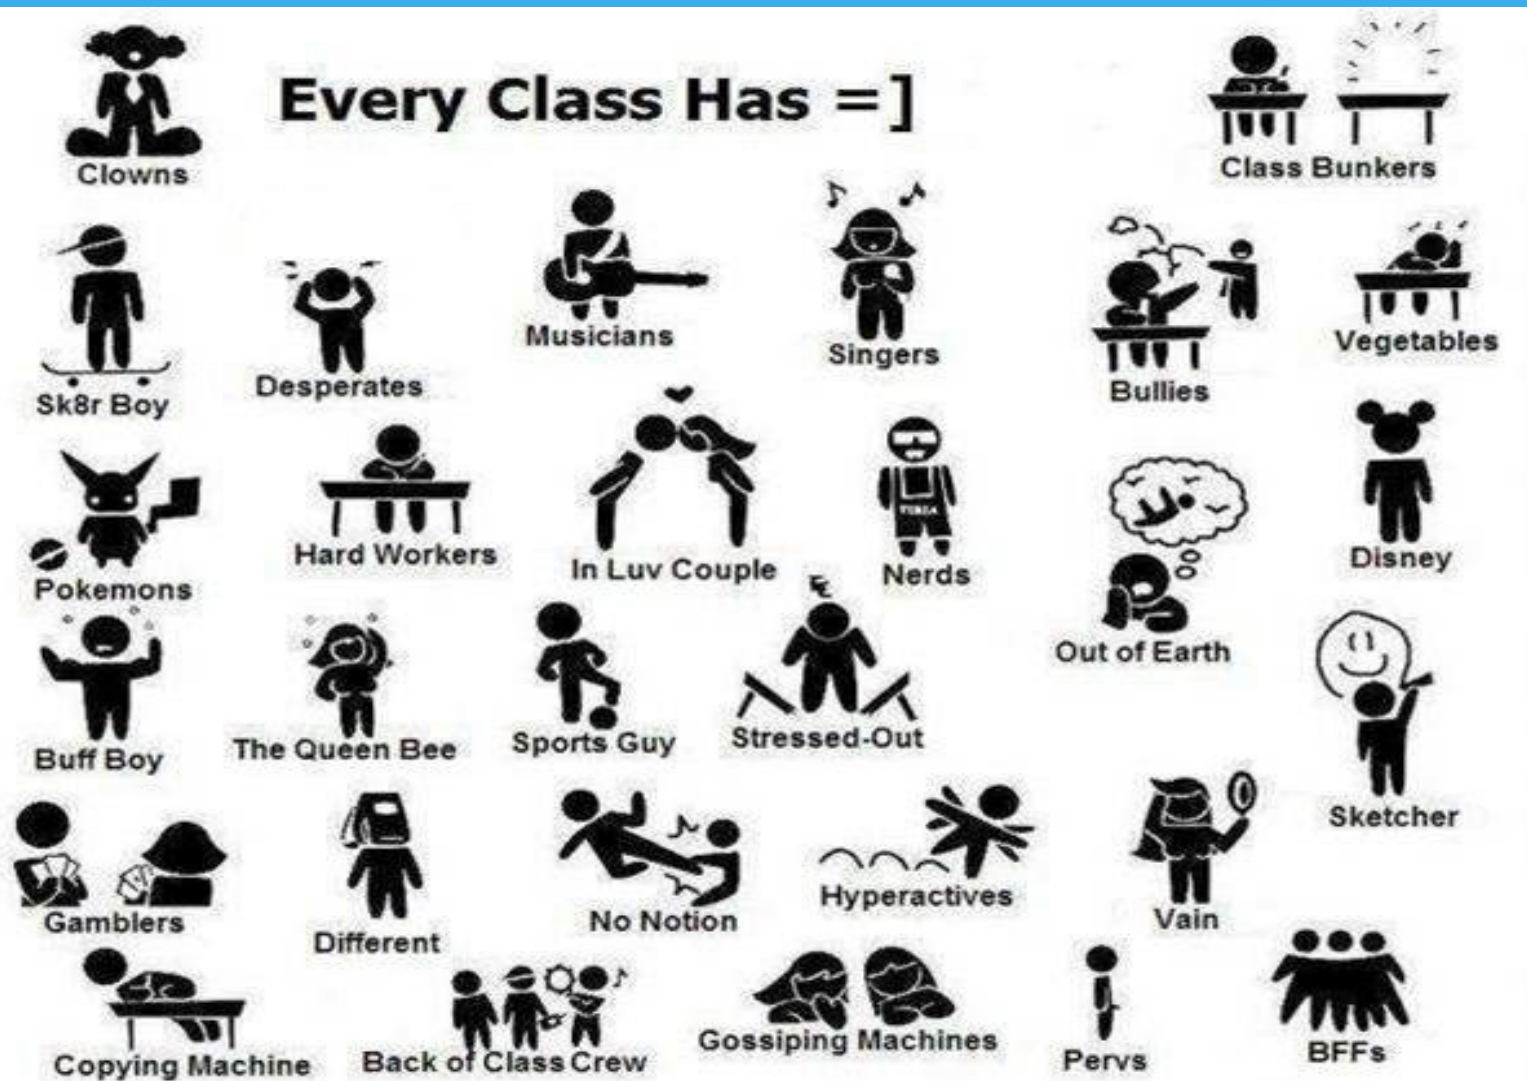 Every Class Has =]
Clowns
Class Bunkers
Sk8r Boy
Desperates
Musicians
Singers
Bullies
Vegetables
Pokemons
Hard Workers
In Luv Couple
Nerds
Out of Earth
Disney
Buff Boy
The Queen Bee
Sports Guy
Stressed-Out
Sketcher
Gamblers
Different
No Notion
Hyperactives
Vain
Copying Machine
Back of Class Crew
Gossiping Machines
Pervs
BFFs